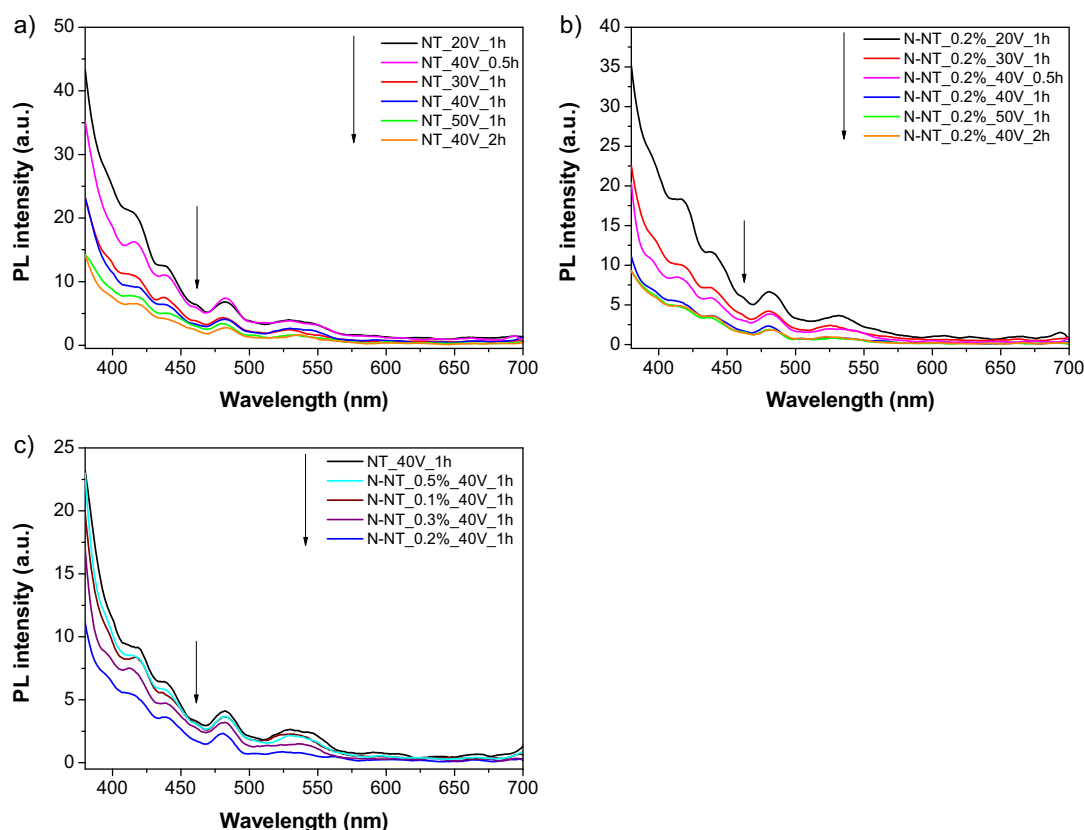 a)
PL intensity (a.u.)
50
40
30
20
10
0
NT_20V_1h
NT_40V_0.5h
NT_30V_1h
NT_40V_1h
NT_50V_1h
NT_40V_2h
400 450 500 550 600 650 700
Wavelength (nm)
b)
PL intensity (a.u.)
40
35
30
25
20
15
10
5
0
N-NT_0.2%_20V_1h
N-NT_0.2%_30V_1h
N-NT_0.2%_40V_0.5h
N-NT_0.2%_40V_1h
N-NT_0.2%_50V_1h
N-NT_0.2%_40V_2h
400 450 500 550 600 650 700
Wavelength (nm)
c)
PL intensity (a.u.)
25
20
15
10
5
0
NT_40V_1h
N-NT_0.5%_40V_1h
N-NT_0.1%_40V_1h
N-NT_0.3%_40V_1h
N-NT_0.2%_40V_1h
400 450 500 550 600 650 700
Wavelength (nm)